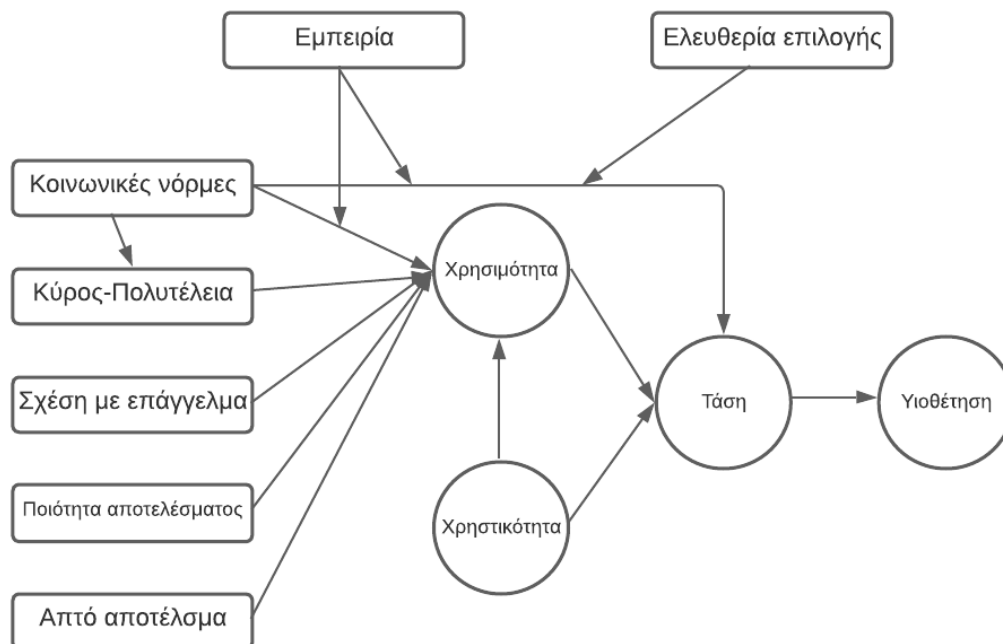 Εμπειρία
Ελευθερία επιλογής
Κοινωνικές νόρμες
Κύρος-Πολυτέλεια
Χρησιμότητα
Σχέση με επάγγελμα
Τάση
Υιοθέτηση
Ποιότητα αποτελέσματος
Χρηστικότητα
Απτό αποτέλσμα